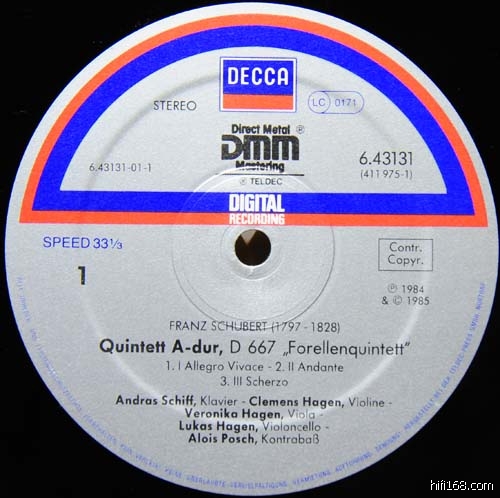 DECCA
STEREO
LC 0171
Direct Metal ®
DMM
Mastering
℗ TELDEC
6.43131-01-1
6.43131
(411 975-1)
DIGITAL
RECORDING
SPEED 33⅓
1
Contr.
Copyr.
℗ 1984
& © 1985
FRANZ SCHUBERT (1797 - 1828)
Quintett A-dur, D 667 „Forellenquintett"
1. I Allegro Vivace - 2. II Andante
3. III Scherzo
Andras Schiff, Klavier - Clemens Hagen, Violine -
Veronika Hagen, Viola -
Lukas Hagen, Violoncello -
Alois Posch, Kontrabaß
hifi168.com